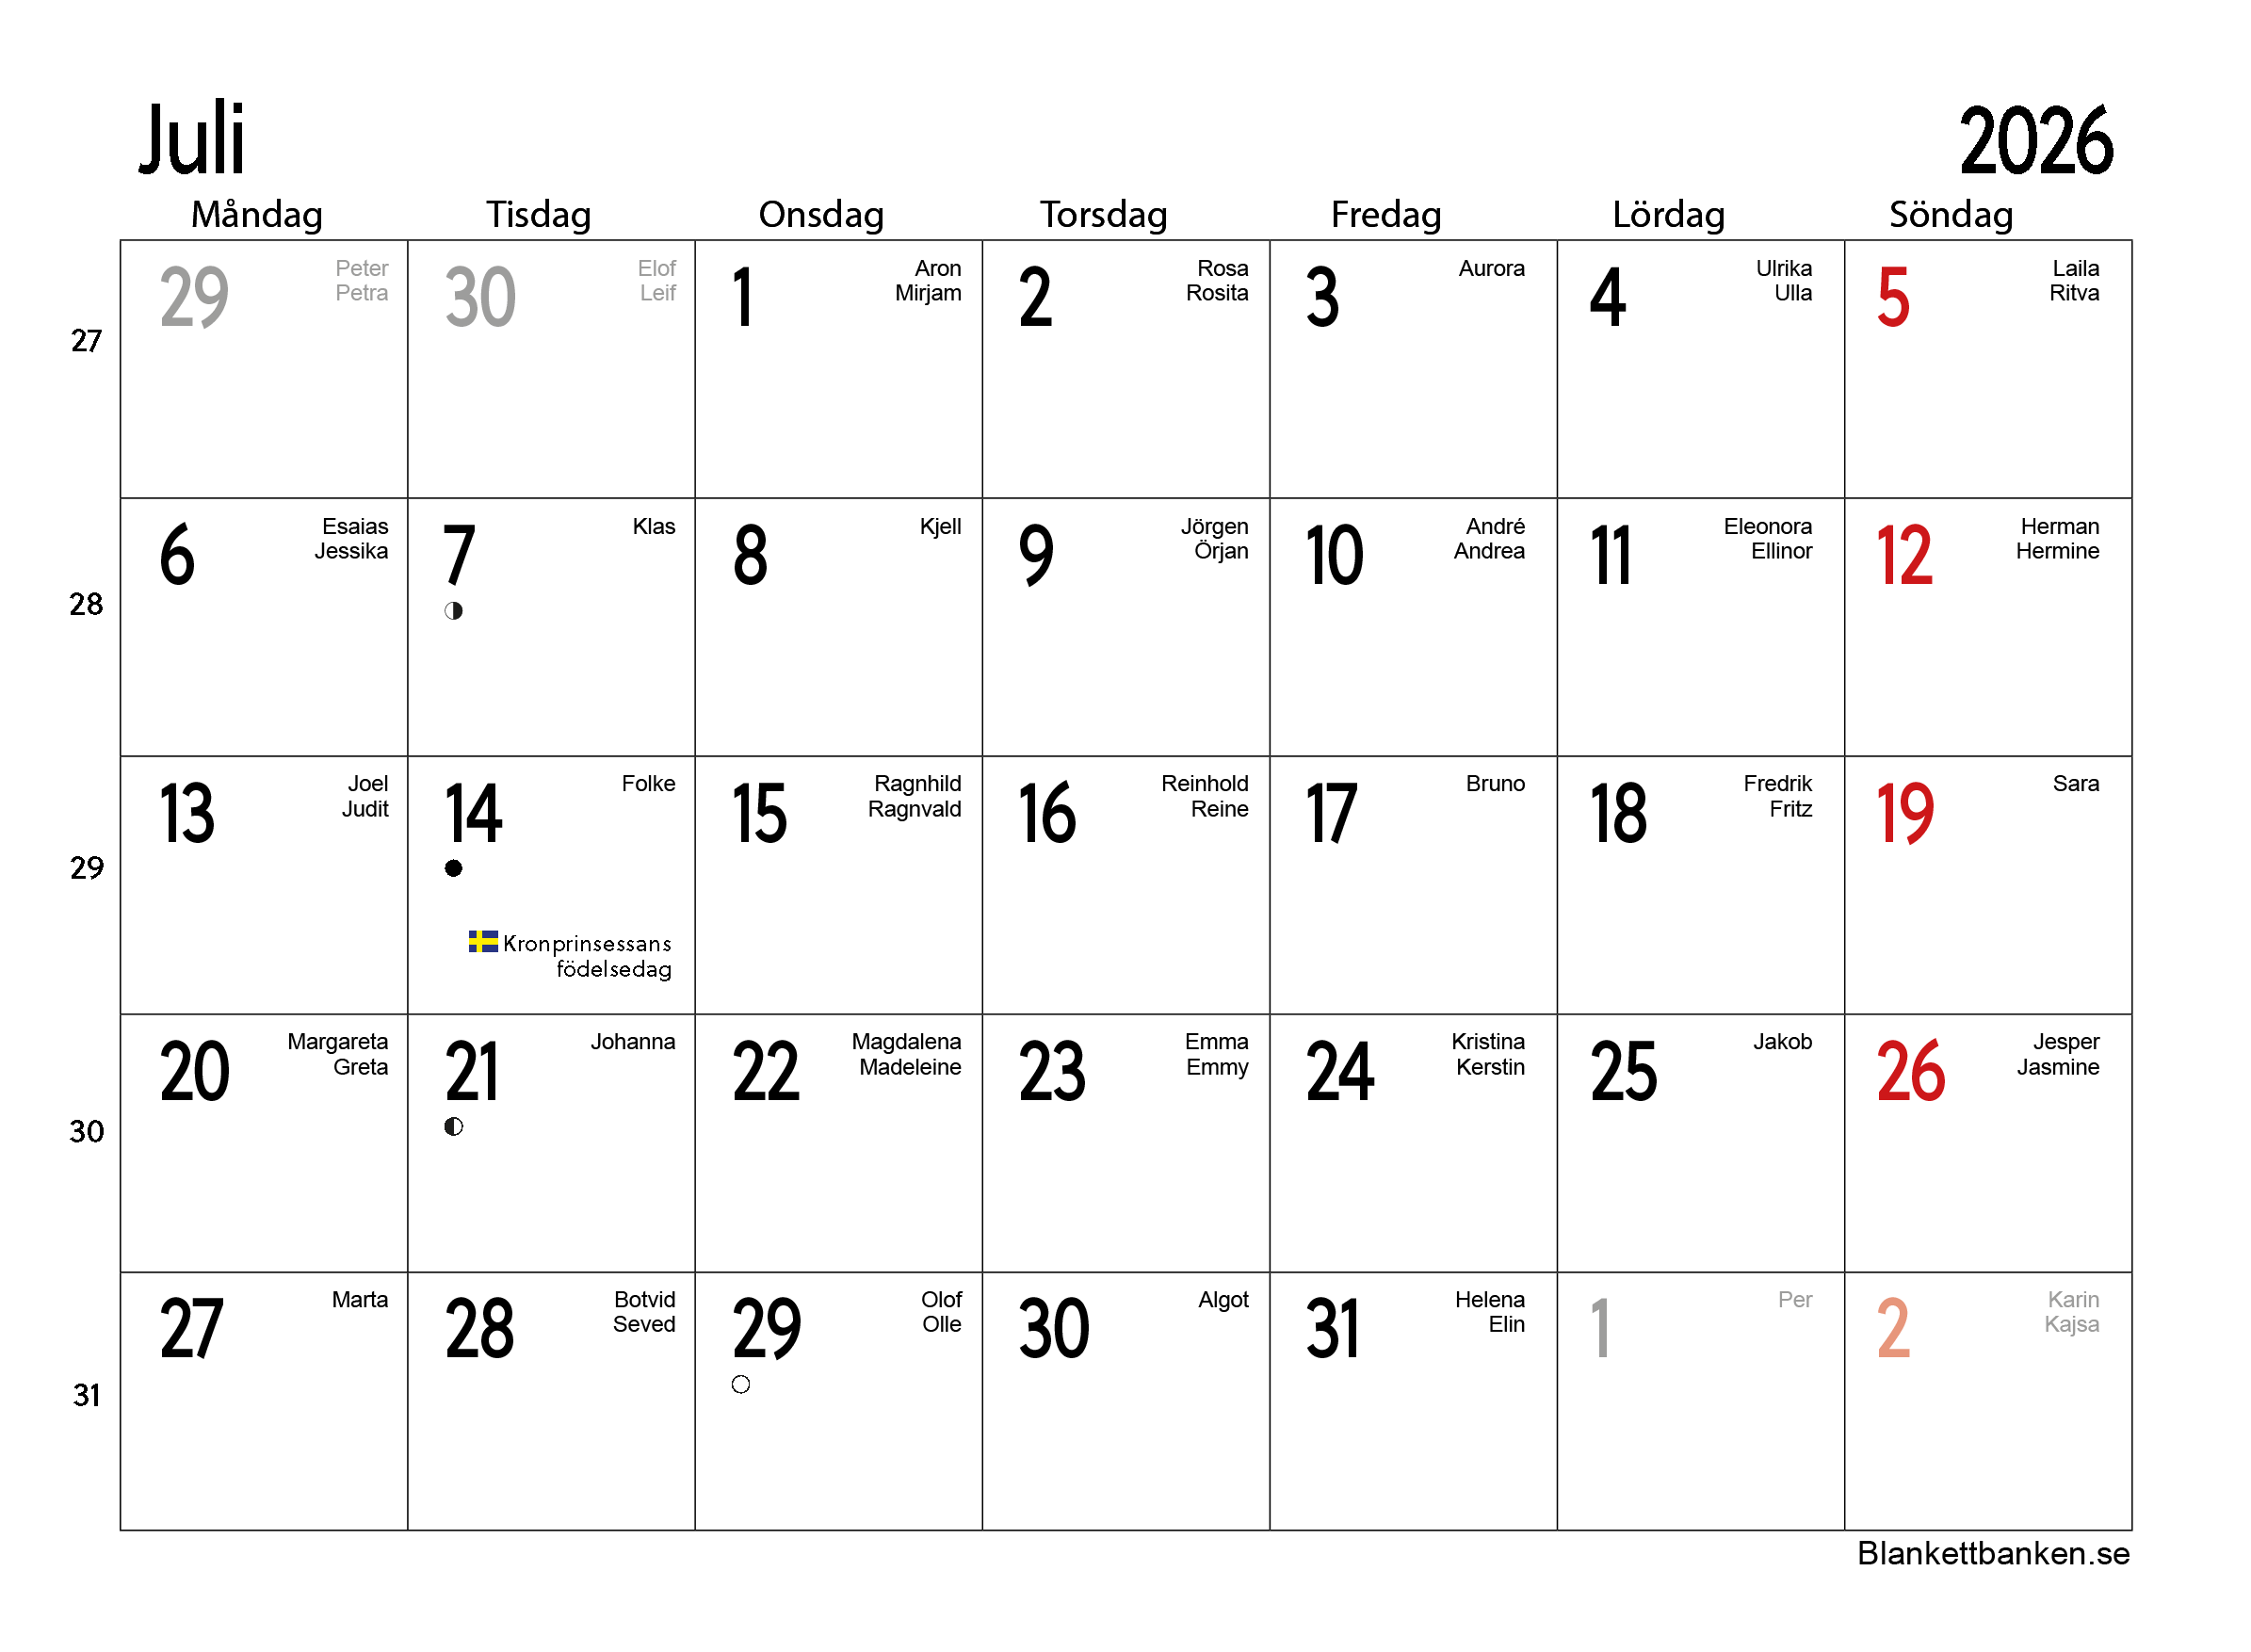 Juli 2026
Måndag Tisdag Onsdag Torsdag Fredag Lördag Söndag
27
29 Peter
Petra
30 Elof
Leif
1 Aron
Mirjam
2 Rosa
Rosita
3 Aurora
4 Ulrika
Ulla
5 Laila
Ritva
28
6 Esaias
Jessika
7 Klas
8 Kjell
9 Jörgen
Örjan
10 André
Andrea
11 Eleonora
Ellinor
12 Herman
Hermine
29
13 Joel
Judit
14 Folke
Kronprinsessans
födelsedag
15 Ragnhild
Ragnvald
16 Reinhold
Reine
17 Bruno
18 Fredrik
Fritz
19 Sara
30
20 Margareta
Greta
21 Johanna
22 Magdalena
Madeleine
23 Emma
Emmy
24 Kristina
Kerstin
25 Jakob
26 Jesper
Jasmine
31
27 Marta
28 Botvid
Seved
29 Olof
Olle
30 Algot
31 Helena
Elin
1 Per
2 Karin
Kajsa
Blankettbanken.se